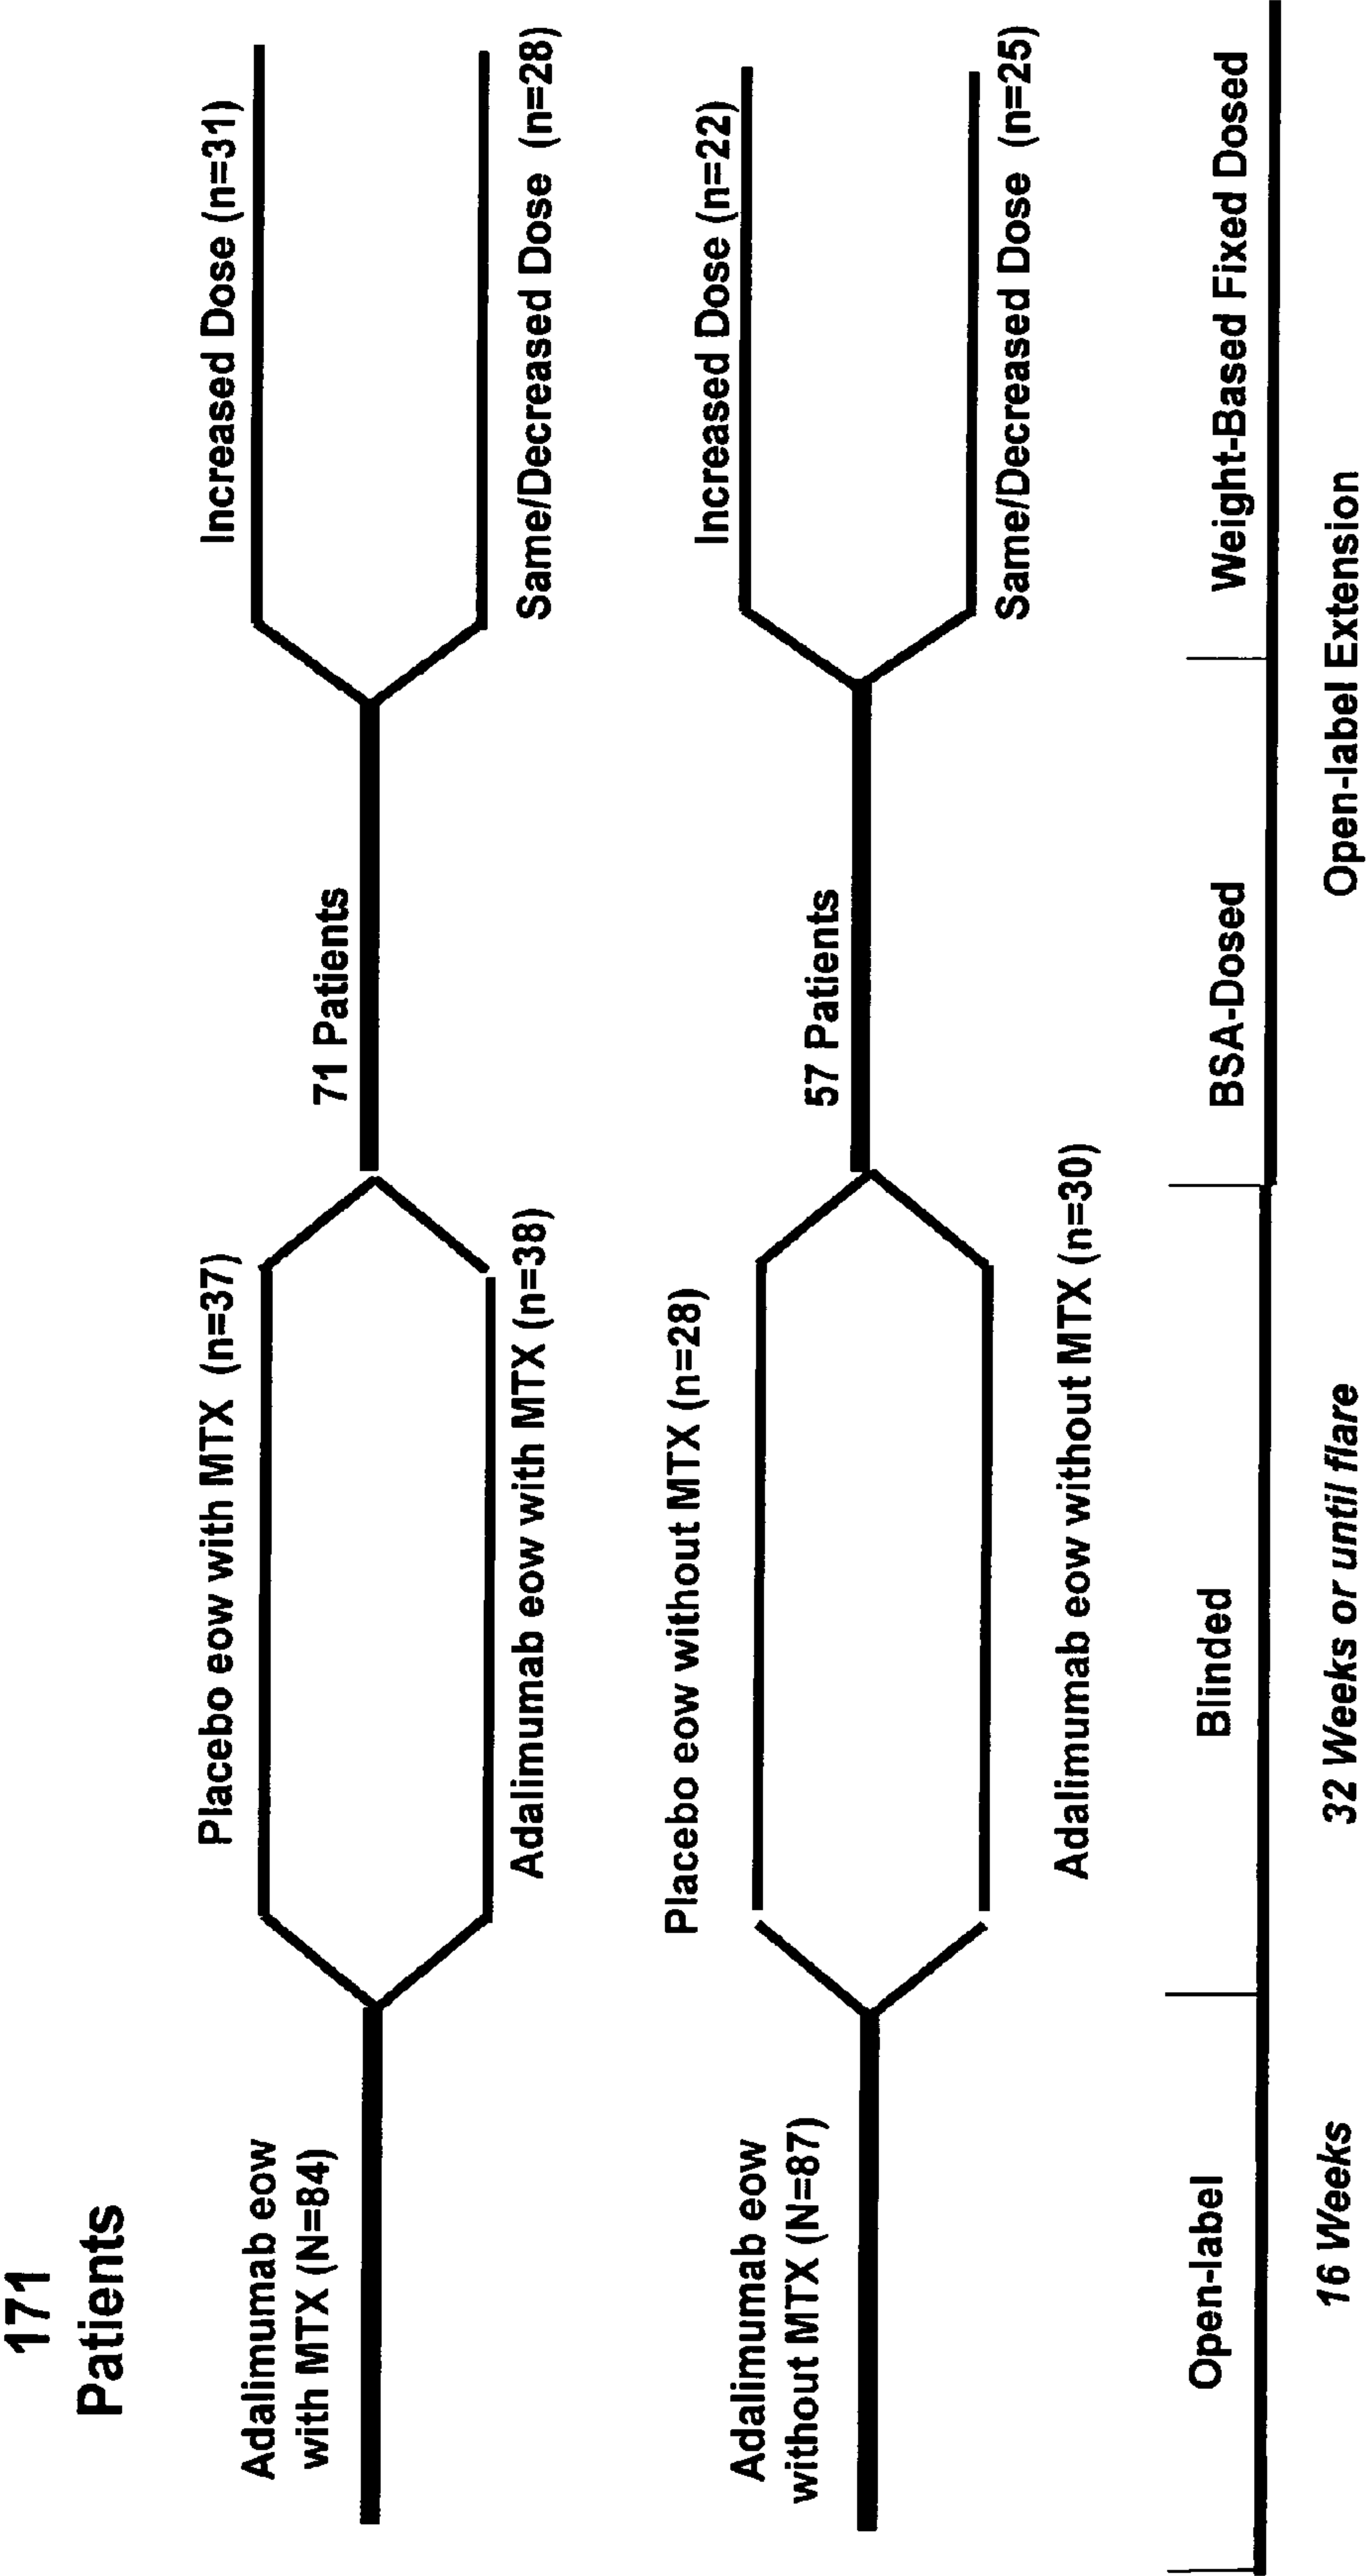 171
Patients
Adalimumab eow
with MTX (N=84)
Placebo eow with MTX (n=37)
Adalimumab eow with MTX (n=38)
71 Patients
Increased Dose (n=31)
Same/Decreased Dose (n=28)
Adalimumab eow
without MTX (N=87)
Placebo eow without MTX (n=28)
Adalimumab eow without MTX (n=30)
57 Patients
Increased Dose (n=22)
Same/Decreased Dose (n=25)
Open-label
Blinded
BSA-Dosed
Weight-Based Fixed Dosed
16 Weeks
32 Weeks or until flare
Open-label Extension